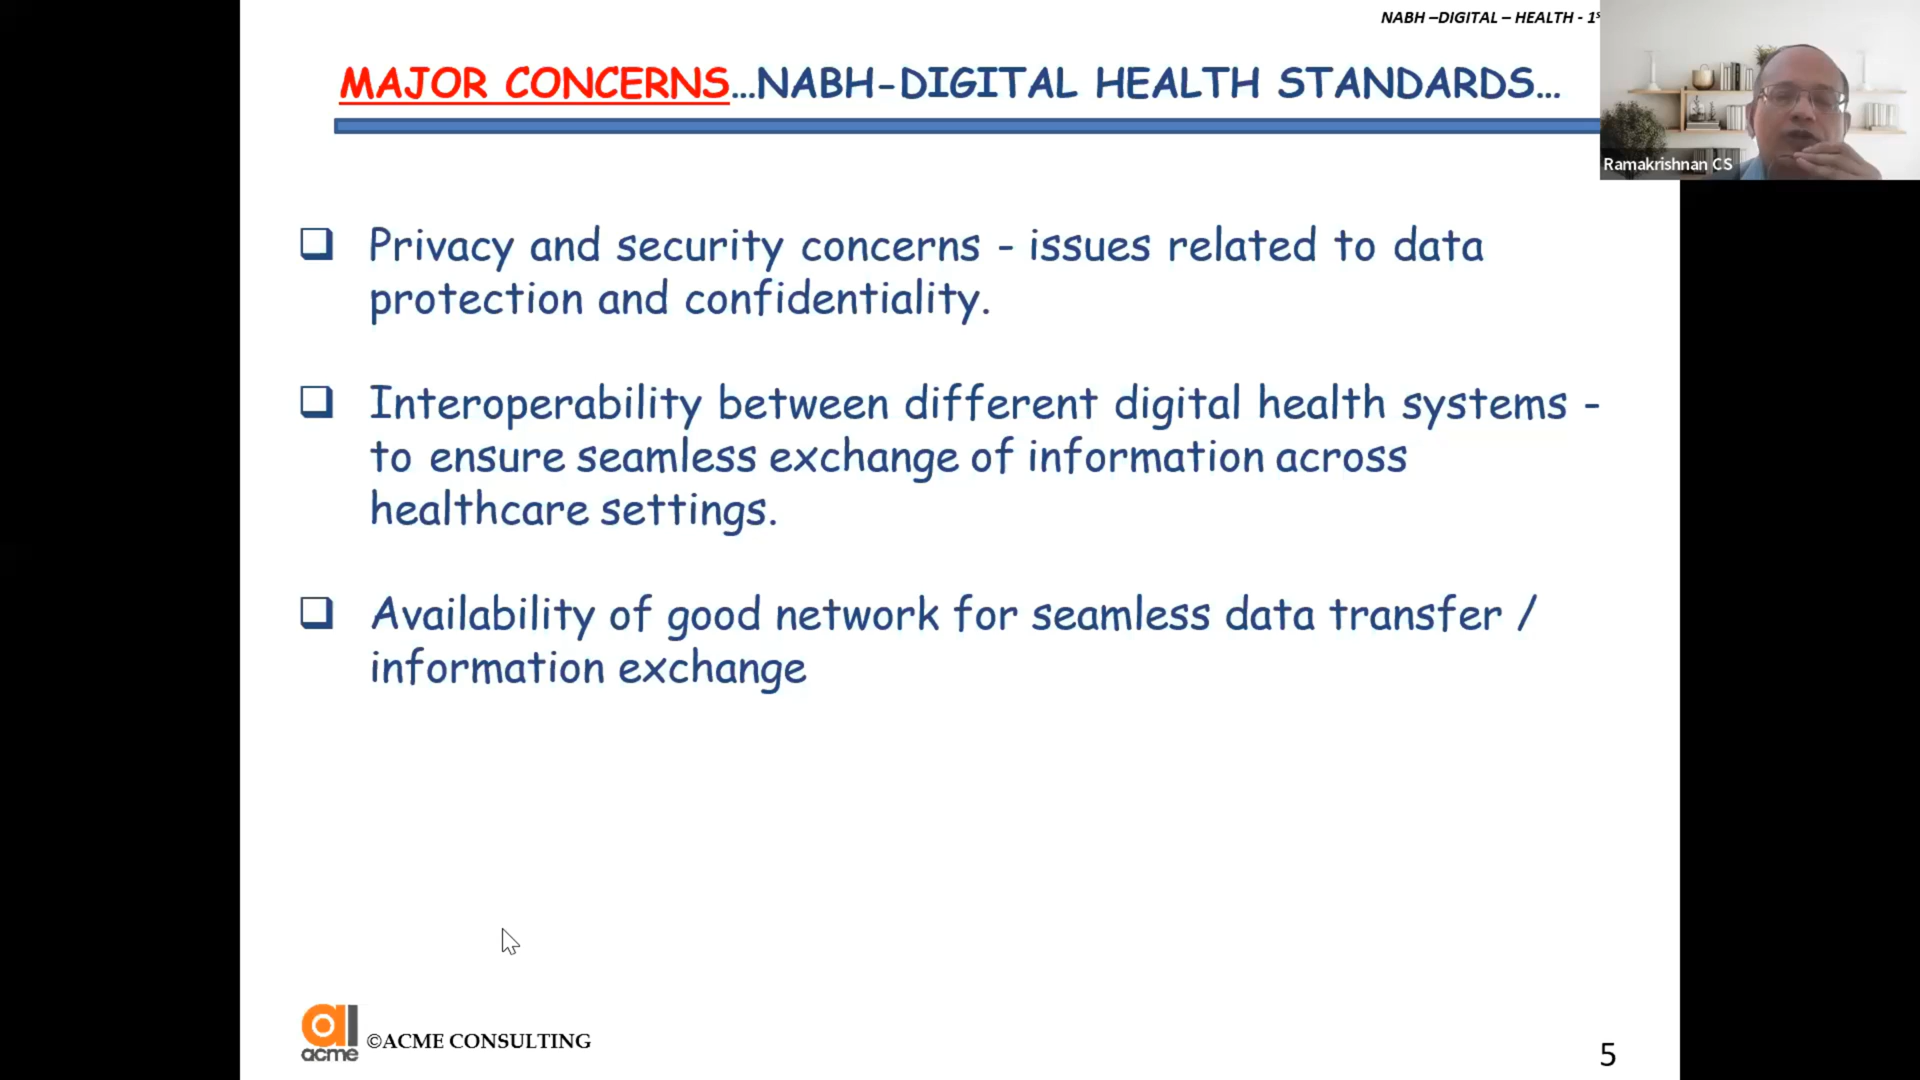 NABH –DIGITAL – HEALTH - 1s
MAJOR CONCERNS…NABH-DIGITAL HEALTH STANDARDS…
Ramakrishnan CS
❑ Privacy and security concerns - issues related to data
protection and confidentiality.
❑ Interoperability between different digital health systems -
to ensure seamless exchange of information across
healthcare settings.
❑ Availability of good network for seamless data transfer /
information exchange
acme
©ACME CONSULTING
5